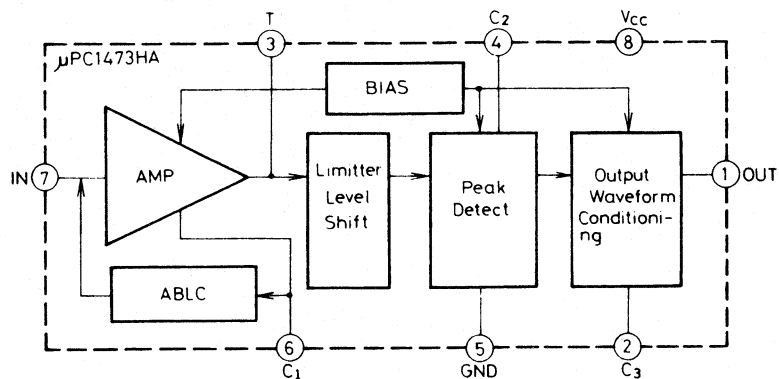 T C2 VCC
3 4 8
μPC1473HA
BIAS
IN 7
AMP
Limitter
Level
Shift
Peak
Detect
Output
Waveform
Conditioni-
ng
1 OUT
ABLC
6 5 2
C1 GND C3